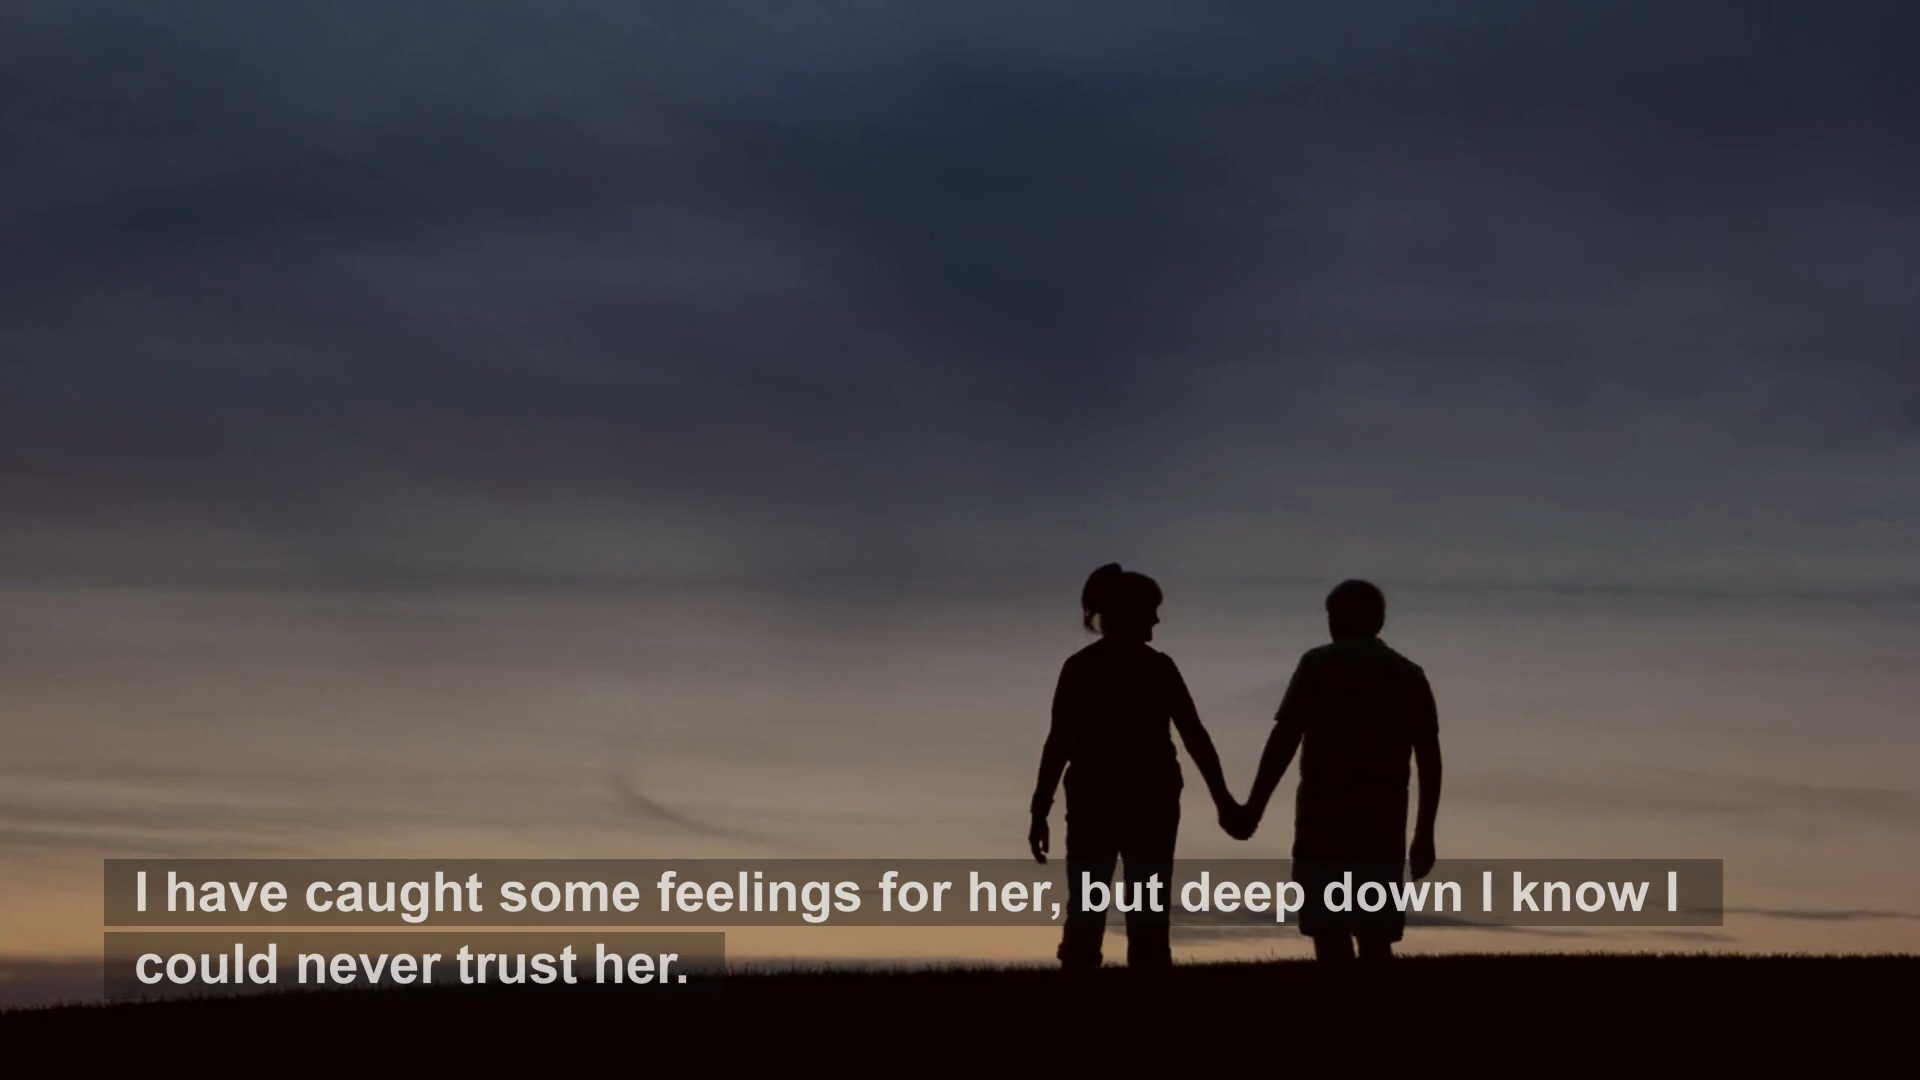 I have caught some feelings for her, but deep down I know I
could never trust her.